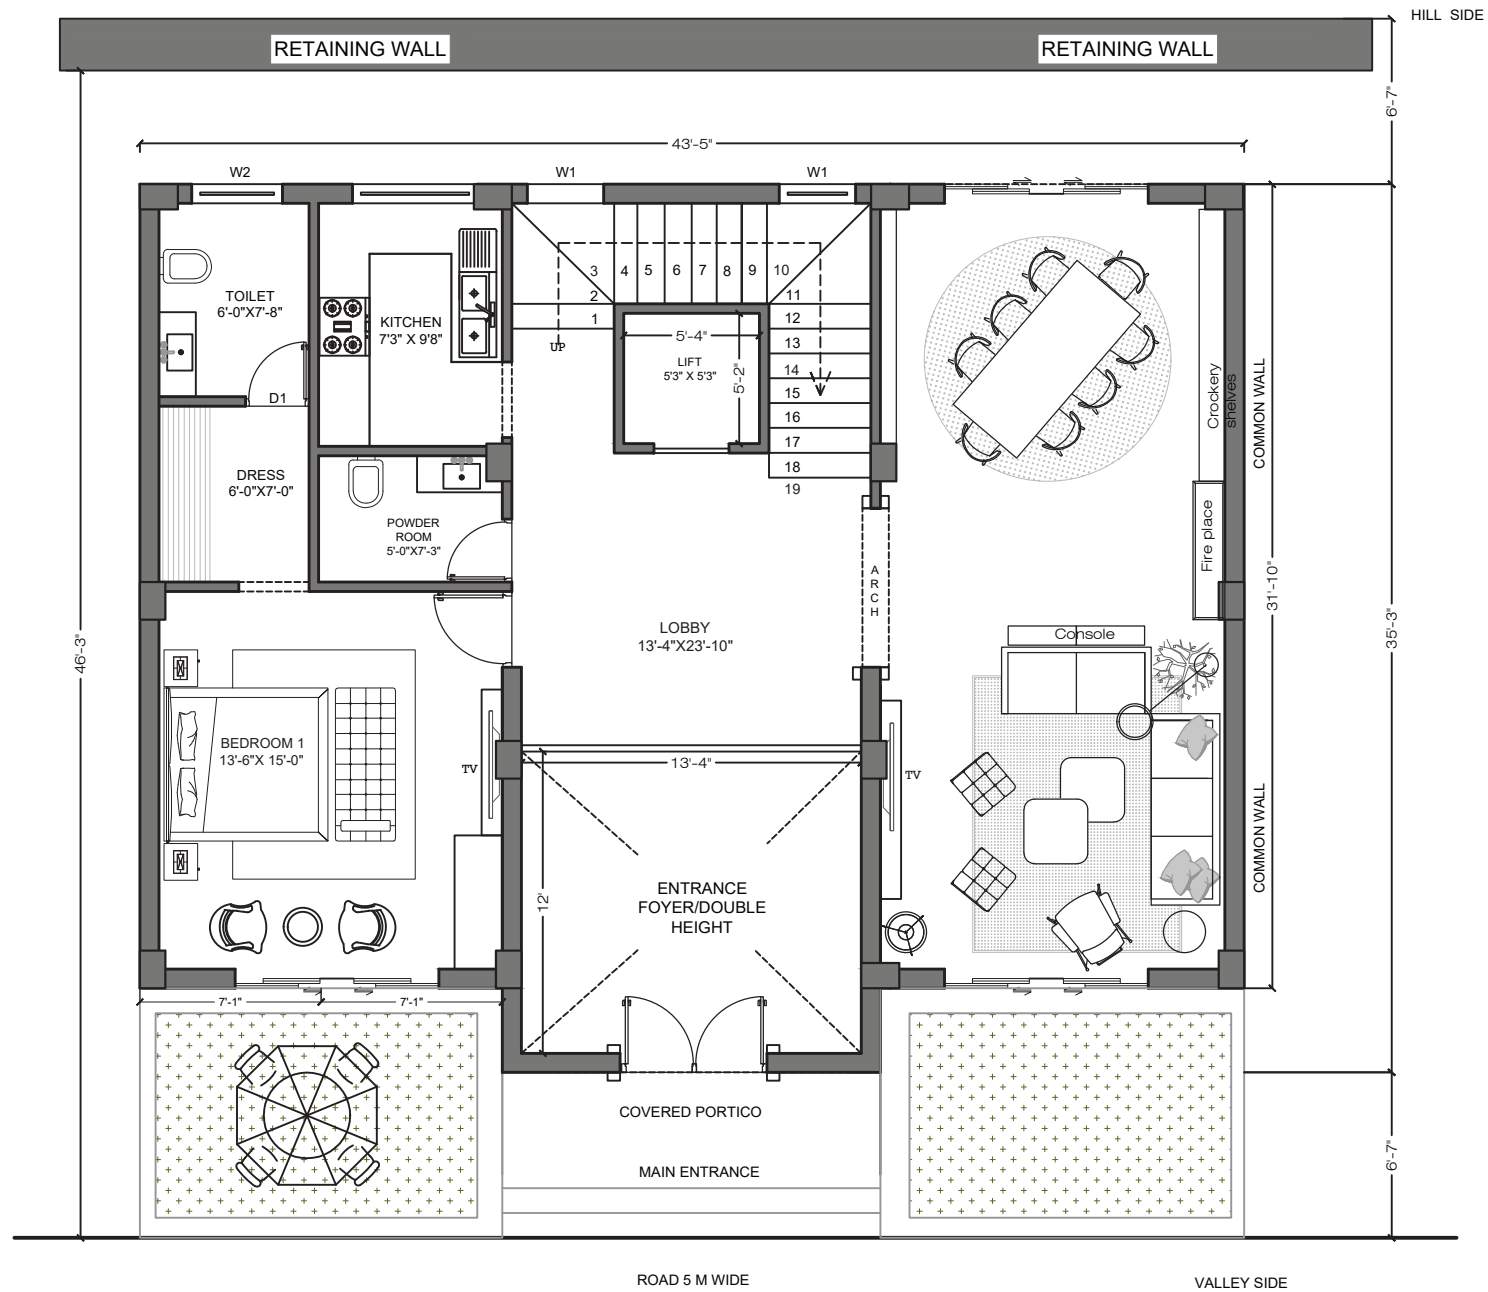 HILL SIDE
RETAINING WALL
RETAINING WALL
6'-7"
43'-5"
W2
W1
W1
TOILET
6'-0"X7'-8"
KITCHEN
7'3" X 9'8"
3
4
5
6
7
8
9
10
2
11
1
12
UP
13
14
15
16
17
18
19
5'-4"
LIFT
5'3" X 5'3"
5'-2"
D1
DRESS
6'-0"X7'-0"
POWDER
ROOM
5'-0"X7'-3"
Crockery
shelves
COMMON WALL
Fire place
ARCH
31'-10"
35'-3"
46'-3"
LOBBY
13'-4"X23'-10"
Console
BEDROOM 1
13'-6"X 15'-0"
TV
13'-4"
TV
COMMON WALL
12'
ENTRANCE
FOYER/DOUBLE
HEIGHT
7'-1"
7'-1"
COVERED PORTICO
MAIN ENTRANCE
6'-7"
ROAD 5 M WIDE
VALLEY SIDE